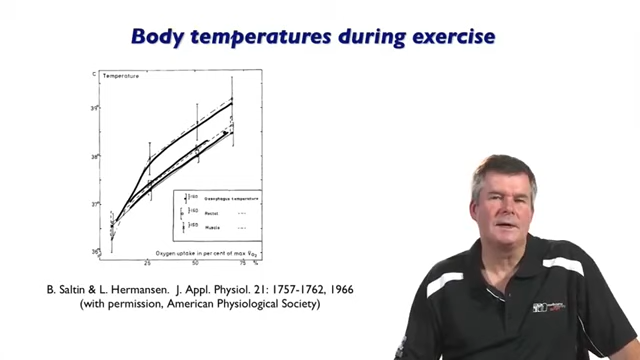 Body temperatures during exercise
C
Temperature
39
38
37
36
Oesophagus temperature
Rectal
Muscle
25
50
75
%
Oxygen uptake in per cent of max V̇O2
B. Saltin & L. Hermansen. J. Appl. Physiol. 21: 1757-1762, 1966
(with permission, American Physiological Society)